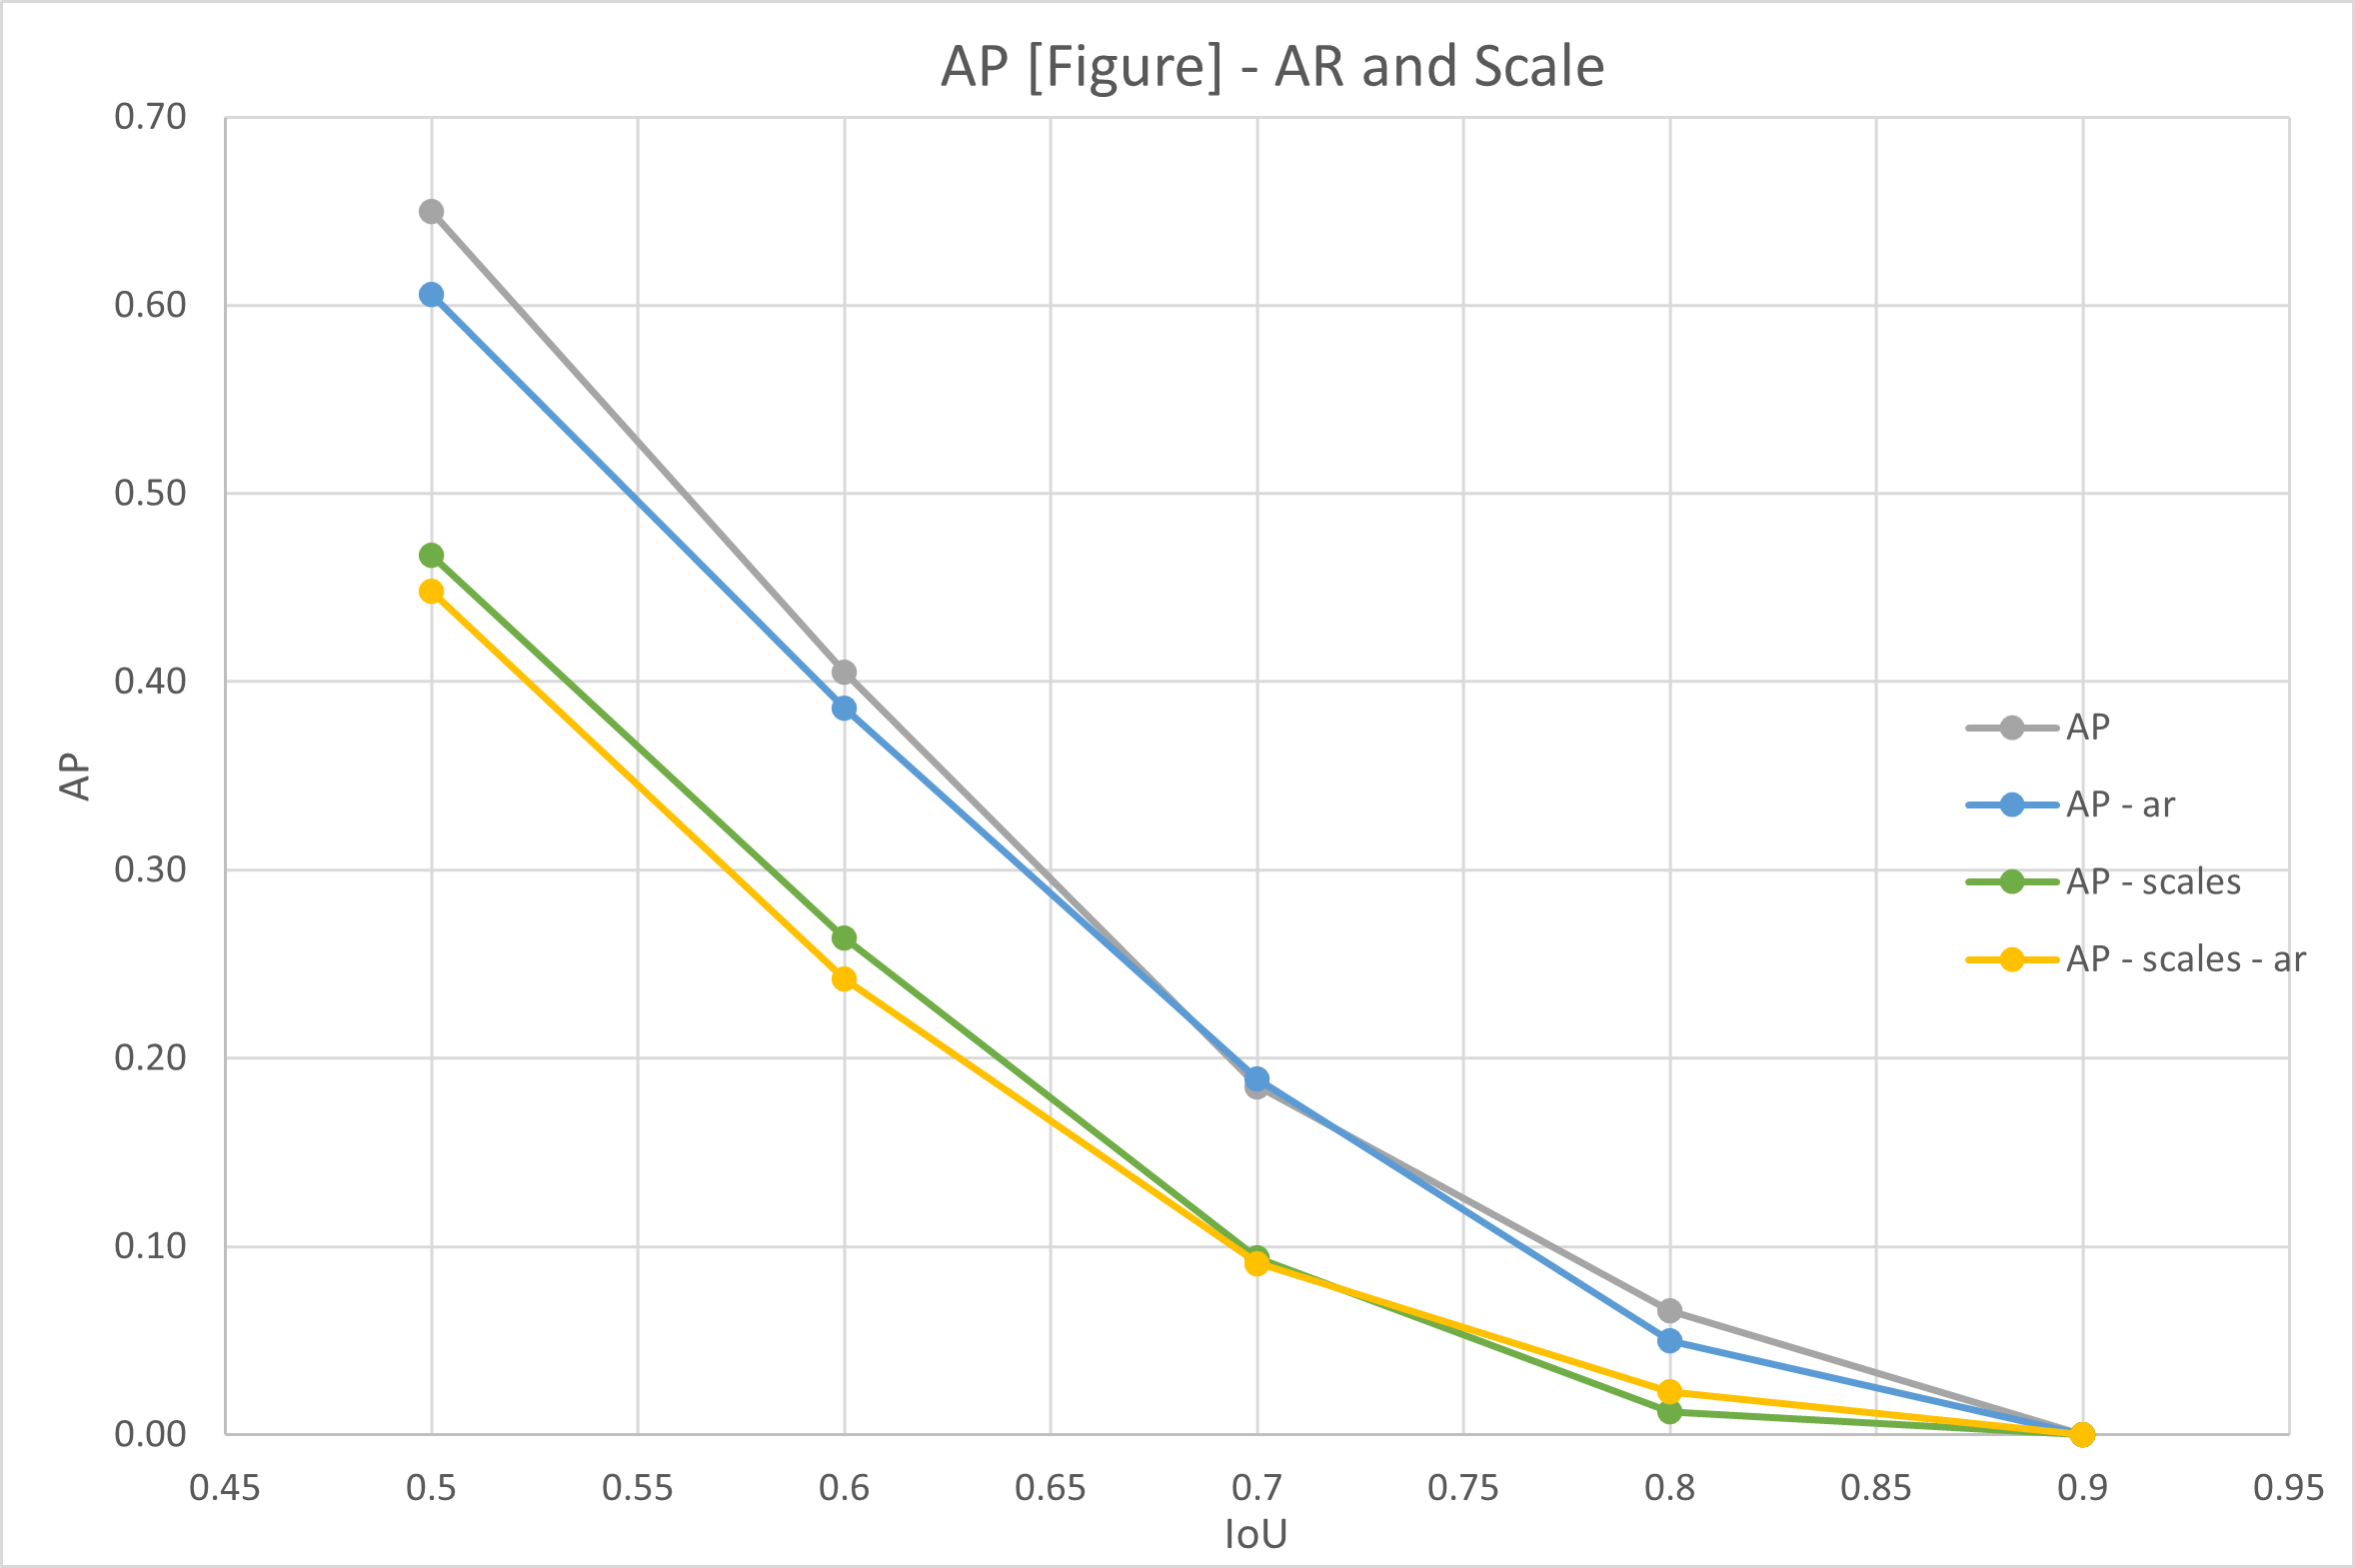 AP [Figure] - AR and Scale
0.70
0.60
0.50
0.40
0.30
0.20
0.10
0.00
AP
AP
AP - ar
AP - scales
AP - scales - ar
0.45 0.5 0.55 0.6 0.65 0.7 0.75 0.8 0.85 0.9 0.95
IoU